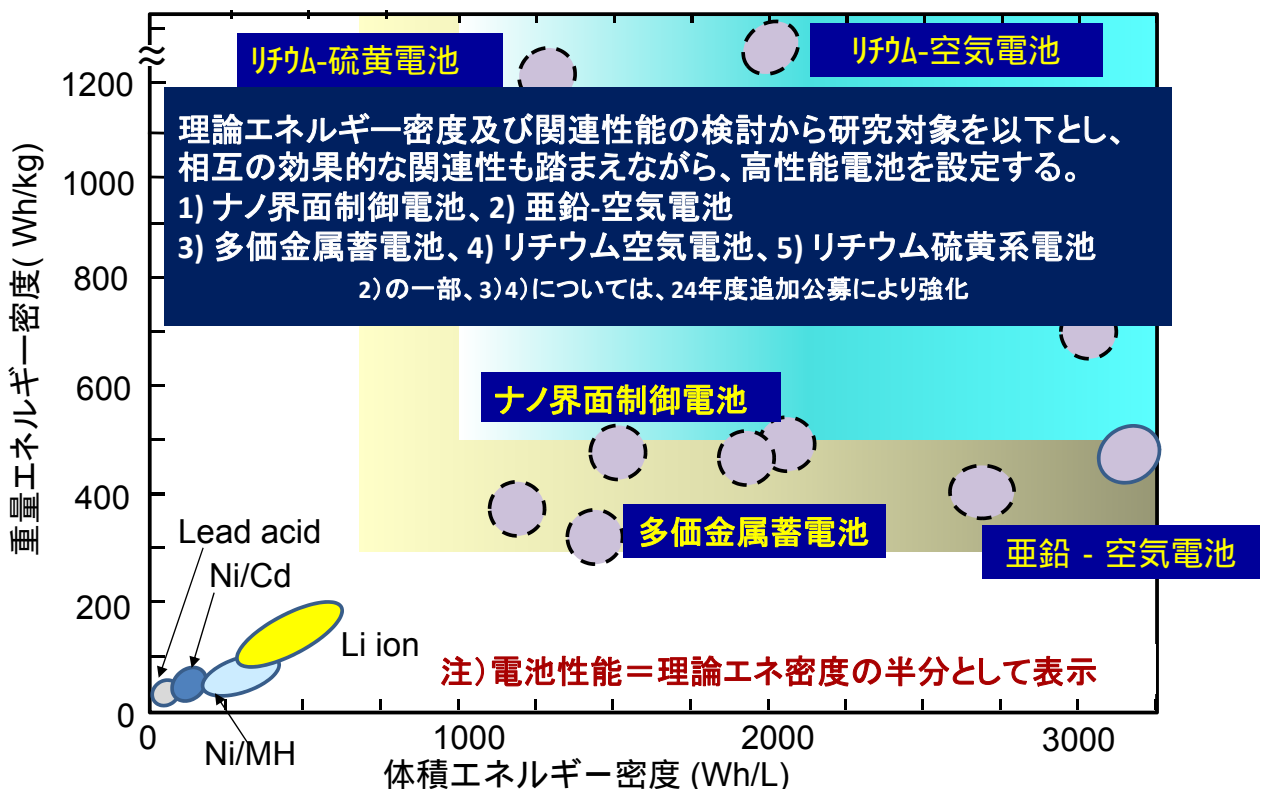 リチウム-硫黄電池
リチウム-空気電池
理論エネルギー密度及び関連性能の検討から研究対象を以下とし、
相互の効果的な関連性も踏まえながら、高性能電池を設定する。
1) ナノ界面制御電池、2) 亜鉛-空気電池
3) 多価金属蓄電池、4) リチウム空気電池、5) リチウム硫黄系電池
2）の一部、3）4）については、24年度追加公募により強化
ナノ界面制御電池
多価金属蓄電池
亜鉛 - 空気電池
重量エネルギー密度( Wh/kg)
1200
1000
800
600
400
200
0
Lead acid
Ni/Cd
Li ion
Ni/MH
注）電池性能＝理論エネ密度の半分として表示
0
1000
2000
3000
体積エネルギー密度 (Wh/L)